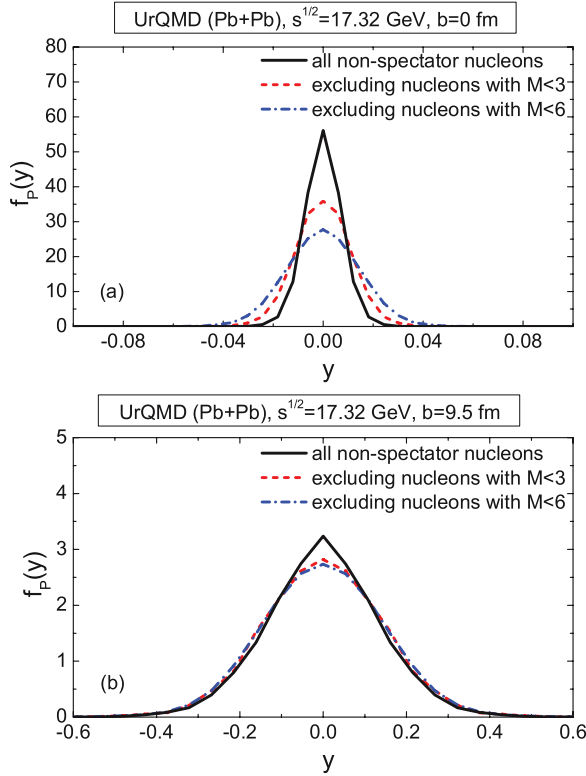 UrQMD (Pb+Pb), s^1/2=17.32 GeV, b=0 fm
80
70
60
50
40
30
20
10
0
f_P(y)
all non-spectator nucleons
excluding nucleons with M<3
excluding nucleons with M<6
(a)
-0.08 -0.04 0.00 0.04 0.08
y
UrQMD (Pb+Pb), s^1/2=17.32 GeV, b=9.5 fm
5
4
3
2
1
0
f_P(y)
all non-spectator nucleons
excluding nucleons with M<3
excluding nucleons with M<6
(b)
-0.6 -0.4 -0.2 0.0 0.2 0.4 0.6
y